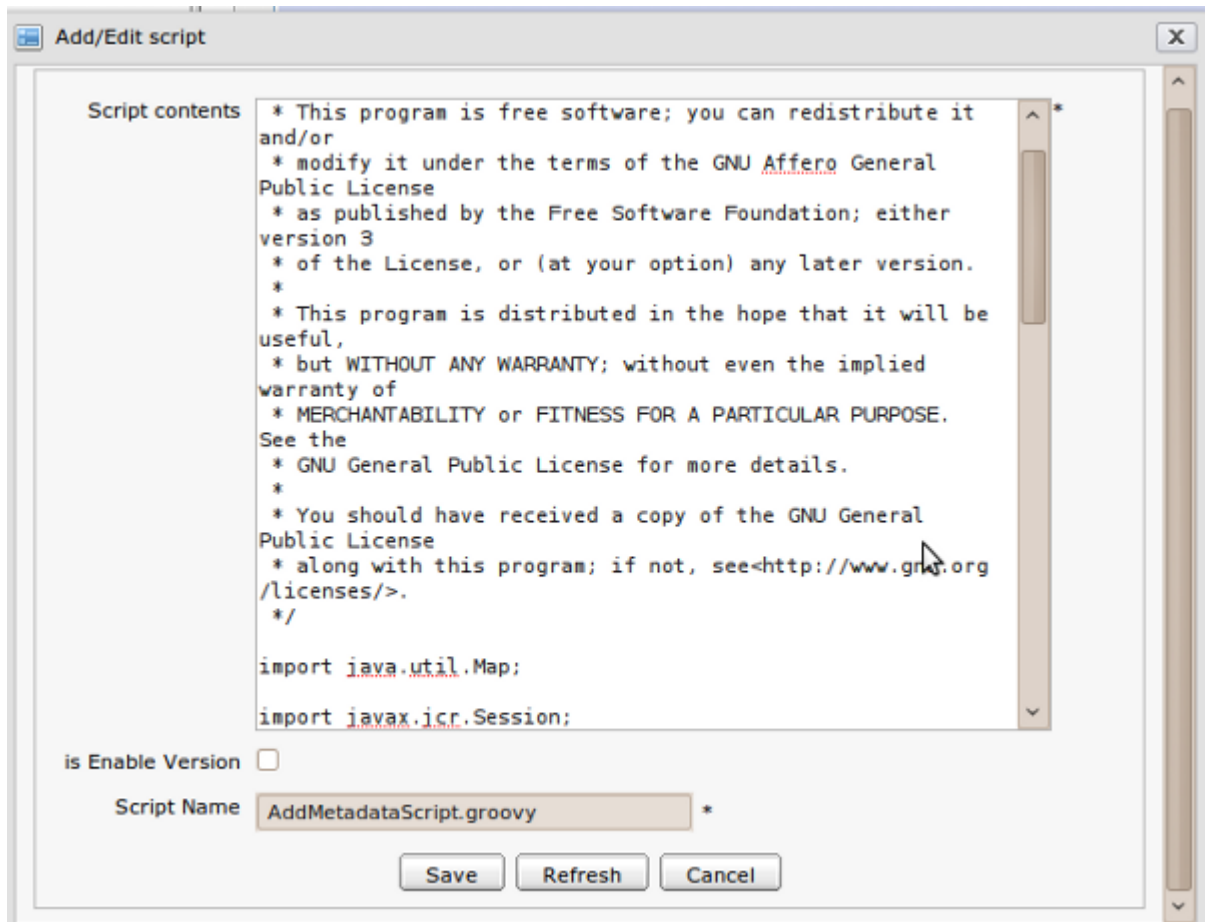 Add/Edit script
X
Script contents
* This program is free software; you can redistribute it
and/or
* modify it under the terms of the GNU Affero General
Public License
* as published by the Free Software Foundation; either
version 3
* of the License, or (at your option) any later version.
*
* This program is distributed in the hope that it will be
useful,
* but WITHOUT ANY WARRANTY; without even the implied
warranty of
* MERCHANTABILITY or FITNESS FOR A PARTICULAR PURPOSE.
See the
* GNU General Public License for more details.
*
* You should have received a copy of the GNU General
Public License
* along with this program; if not, see<http://www.gnu.org
/licenses/>.
*/
import java.util.Map;
import javax.jcr.Session;
*
is Enable Version
Script Name AddMetadataScript.groovy *
Save Refresh Cancel